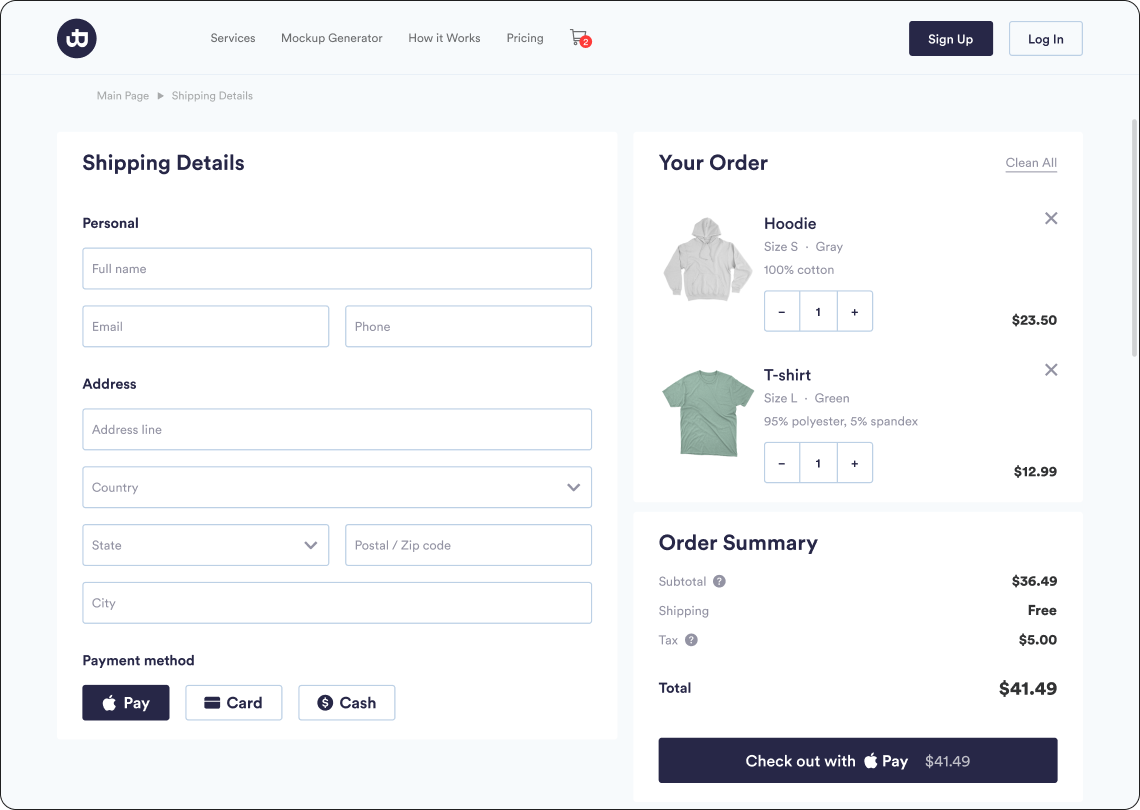 Services Mockup Generator How it Works Pricing 2 Sign Up Log In
Main Page ▶ Shipping Details
Shipping Details
Personal
Full name
Email Phone
Address
Address line
Country
State Postal / Zip code
City
Payment method
Pay Card $ Cash
Your Order Clean All
Hoodie
Size S · Gray
100% cotton
− 1 +
$23.50
T-shirt
Size L · Green
95% polyester, 5% spandex
− 1 +
$12.99
Order Summary
Subtotal ? $36.49
Shipping Free
Tax ? $5.00
Total $41.49
Check out with Pay $41.49